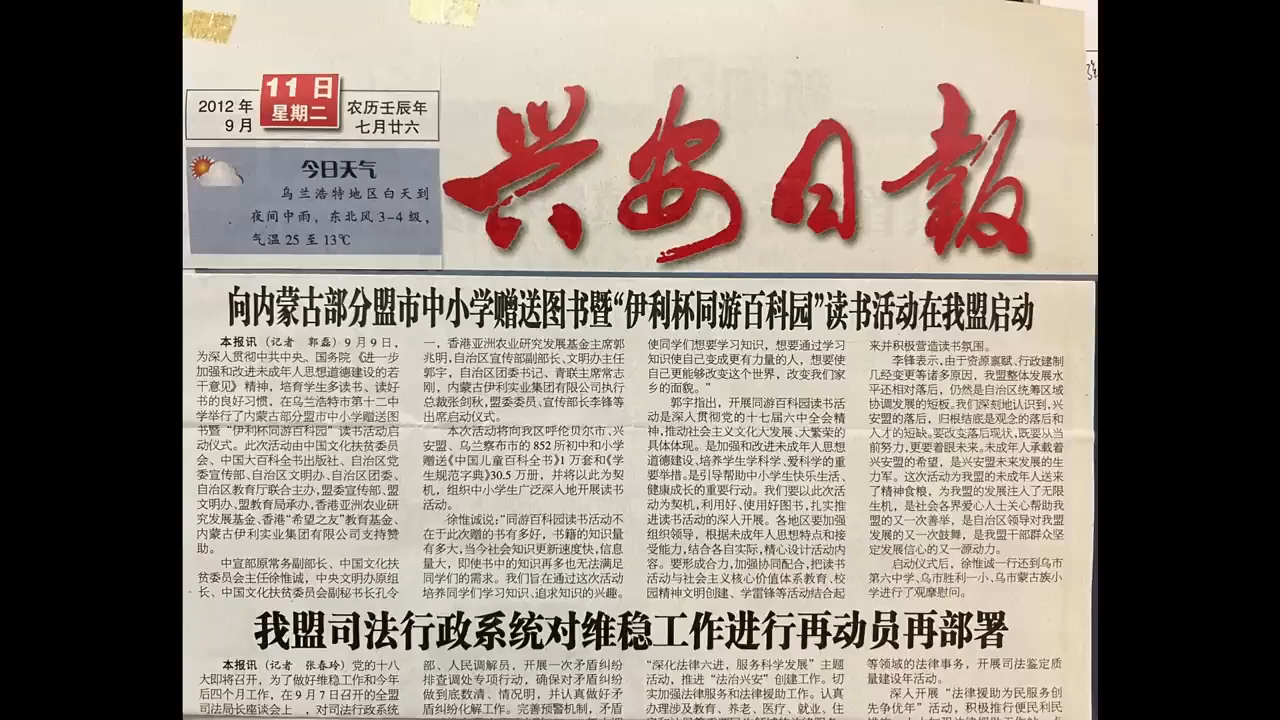 2012 年
9 月
11 日
星期二
农历壬辰年
七月廿六
今日天气
乌兰浩特地区白天到
夜间中雨，东北风 3-4 级，
气温 25 至 13℃
兴安日报
向内蒙古部分盟市中小学赠送图书暨“伊利杯同游百科园”读书活动在我盟启动
本报讯（记者 郭磊）9 月 9 日，
为深入贯彻中共中央、国务院《进一步
加强和改进未成年人思想道德建设的若
干意见》精神，培育学生多读书、读好
书的良好习惯，在乌兰浩特市第十二中
学举行了内蒙古部分盟市中小学赠送图
书暨“伊利杯同游百科园”读书活动启
动仪式。此次活动由中国文化扶贫委员
会、中国大百科全书出版社、自治区党
委宣传部、自治区文明办、自治区团委、
自治区教育厅联合主办，盟委宣传部、盟
文明办、盟教育局承办，香港亚洲农业研
究发展基金、香港“希望之友”教育基金、
内蒙古伊利实业集团有限公司支持赞
助。
中宣部原常务副部长、中国文化扶
贫委员会主任徐惟诚，中央文明办原组
长、中国文化扶贫委员会副秘书长孔令
一，香港亚洲农业研究发展基金主席郭
兆明，自治区宣传部副部长、文明办主任
郭宇，自治区团委书记、青联主席常志
刚，内蒙古伊利实业集团有限公司执行
总裁张剑秋，盟委委员、宣传部长李锋等
出席启动仪式。
本次活动将向我区呼伦贝尔市、兴
安盟、乌兰察布市的 852 所初中和小学
赠送《中国儿童百科全书》1 万套和《学
生规范字典》30.5 万册，并将以此为契
机，组织中小学生广泛深入地开展读书
活动。
徐惟诚说：“同游百科园读书活动不
在于此次赠的书有多好，书籍的知识量
有多大，当今社会知识更新速度快，信息
量大，即使书中的知识再多也无法满足
同学们的需求。我们旨在通过这次活动
培养同学们学习知识、追求知识的兴趣。
使同学们想要学习知识，想要通过学习
知识使自己变成更有力量的人，想要使
自己更能够改变这个世界，改变我们家
乡的面貌。”
郭宇指出，开展同游百科园读书活
动是深入贯彻党的十七届六中全会精
神，推动社会主义文化大发展、大繁荣的
具体体现。是加强和改进未成年人思想
道德建设、培养学生学科学、爱科学的重
要举措。是引导帮助中小学生快乐生活、
健康成长的重要行动。我们要以此次活
动为契机，利用好、使用好图书，扎实推
进读书活动的深入开展。各地区要加强
组织领导，根据未成年人思想特点和接
受能力，结合各自实际，精心设计活动内
容。要形成合力，加强协同配合，把读书
活动与社会主义核心价值体系教育、校
园精神文明创建、学雷锋等活动结合起
来并积极营造读书氛围。
李锋表示，由于资源禀赋、行政建制
几经变更等诸多原因，我盟整体发展水
平还相对落后，仍然是自治区统筹区域
协调发展的短板。我们深刻地认识到，兴
安盟的落后，归根结底是观念的落后和
人才的短缺。要改变落后现状，既要从当
前努力，更要着眼未来。未成年人承载着
兴安盟的希望，是兴安盟未来发展的生
力军。这次活动为我盟的未成年人送来
了精神食粮，为我盟的发展注入了无限
生机，是社会各界爱心人士关心帮助我
盟的又一次善举，是自治区领导对我盟
发展的又一次鼓舞，是我盟干部群众坚
定发展信心的又一源动力。
启动仪式后，徐惟诚一行还到乌市
第六中学、乌市胜利一小、乌市蒙古族小
学进行了观摩慰问。
我盟司法行政系统对维稳工作进行再动员再部署
本报讯（记者 张春玲）党的十八
大即将召开，为了做好维稳工作和今年
后四个月工作，在 9 月 7 日召开的全盟
司法局长座谈会上，对司法行政系统
部、人民调解员，开展一次矛盾纠纷
排查调处专项行动，确保对矛盾纠纷
做到底数清、情况明，并认真做好矛
盾纠纷化解工作。完善预警机制，
“深化法律六进，服务科学发展”主题
活动，推进“法治兴安”创建工作。切
实加强法律服务和法律援助工作。认真
办理涉及教育、养老、医疗、就业、住
等领域的法律事务，开展司法鉴定质
量建设年活动。
深入开展“法律援助为民服务创
先争优年”活动，积极推行便民利民